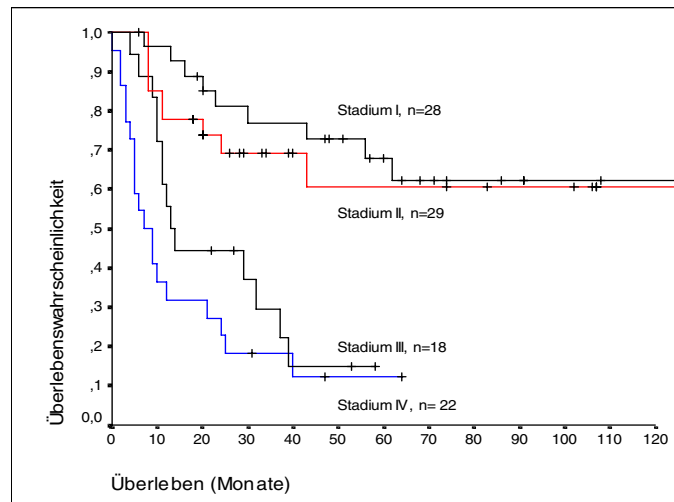 1,0
,9
,8
,7
,6
,5
,4
,3
,2
,1
0,0
Überlebenswahrscheinlichkeit
Stadium I, n=28
Stadium II, n=29
Stadium III, n=18
Stadium IV, n= 22
0 10 20 30 40 50 60 70 80 90 100 110 120
Überleben (Monate)